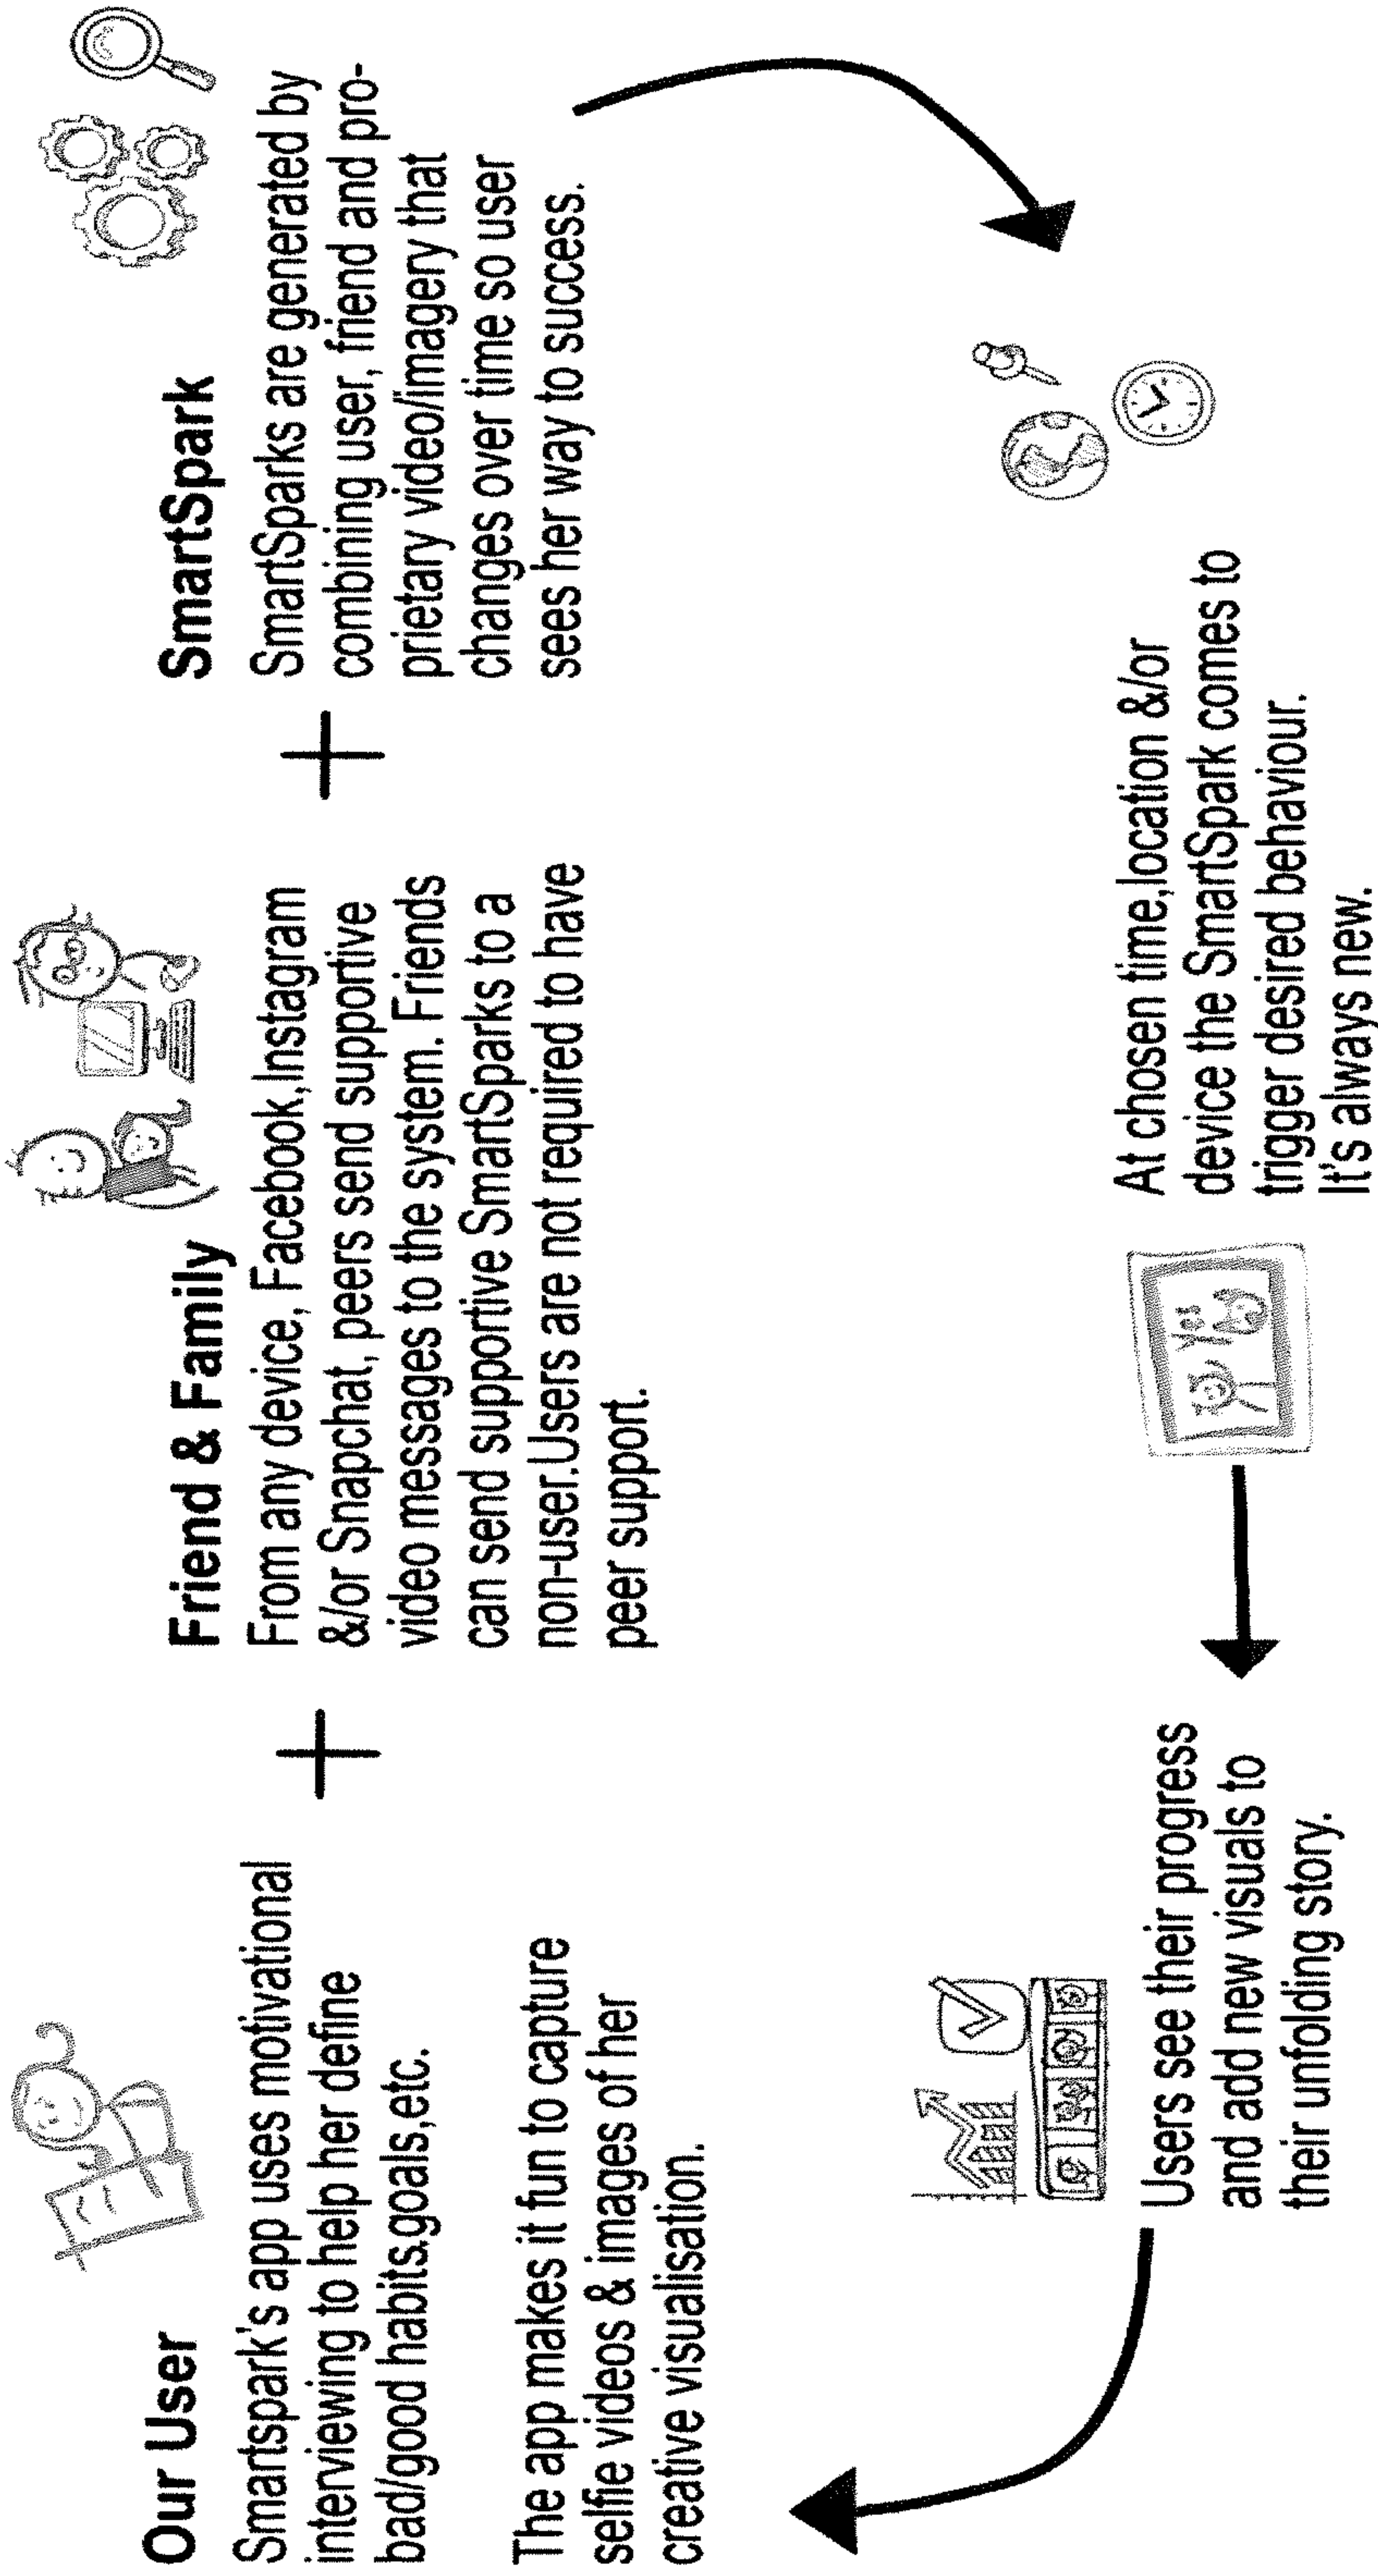 Our User
Smartspark's app uses motivational
interviewing to help her define
bad/good habits,goals,etc.
The app makes it fun to capture
selfie videos & images of her
creative visualisation.
+
Friend & Family
From any device, Facebook,Instagram
&/or Snapchat, peers send supportive
video messages to the system. Friends
can send supportive SmartSparks to a
non-user.Users are not required to have
peer support.
+
SmartSpark
SmartSparks are generated by
combining user, friend and pro-
prietary video/imagery that
changes over time so user
sees her way to success.
At chosen time,location &/or
device the SmartSpark comes to
trigger desired behaviour.
It's always new.
Yes
Users see their progress
and add new visuals to
their unfolding story.